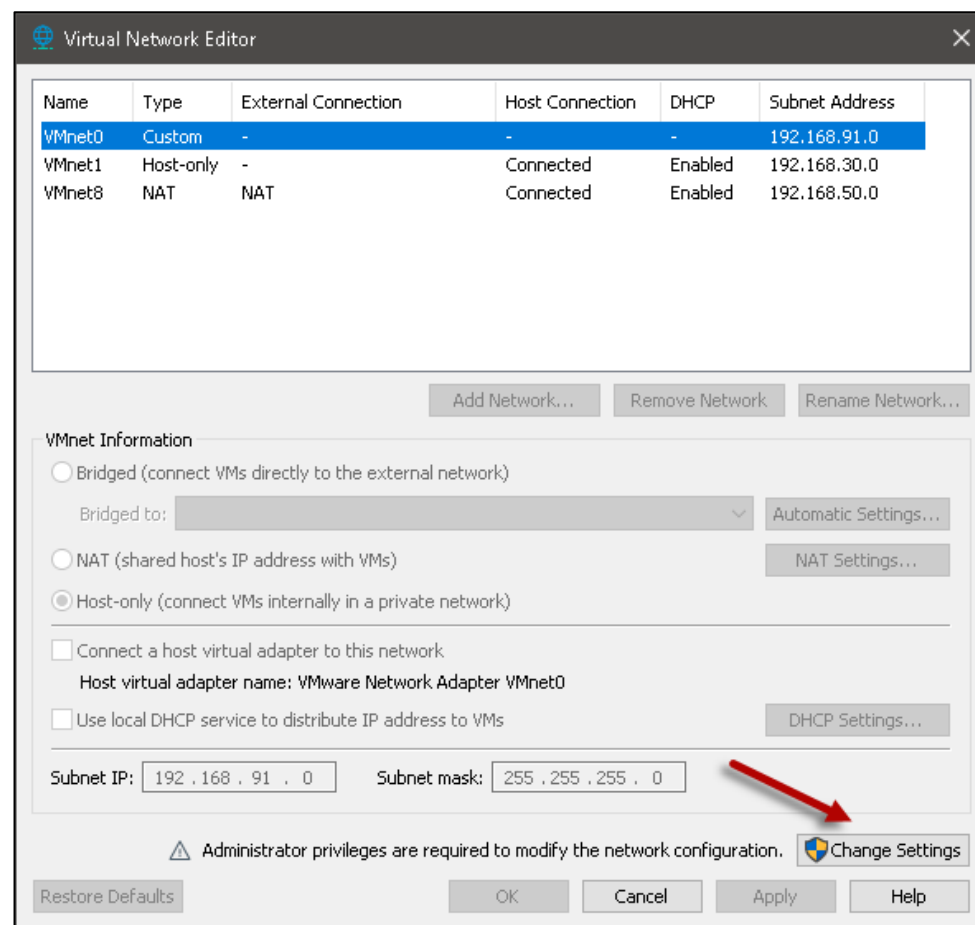 Virtual Network Editor
Name Type External Connection Host Connection DHCP Subnet Address
VMnet0 Custom - - - 192.168.91.0
VMnet1 Host-only - Connected Enabled 192.168.30.0
VMnet8 NAT NAT Connected Enabled 192.168.50.0
Add Network... Remove Network Rename Network...
VMnet Information
Bridged (connect VMs directly to the external network)
Bridged to: Automatic Settings...
NAT (shared host's IP address with VMs) NAT Settings...
Host-only (connect VMs internally in a private network)
Connect a host virtual adapter to this network
Host virtual adapter name: VMware Network Adapter VMnet0
Use local DHCP service to distribute IP address to VMs DHCP Settings...
Subnet IP: 192 . 168 . 91 . 0 Subnet mask: 255 . 255 . 255 . 0
Administrator privileges are required to modify the network configuration. Change Settings
Restore Defaults OK Cancel Apply Help